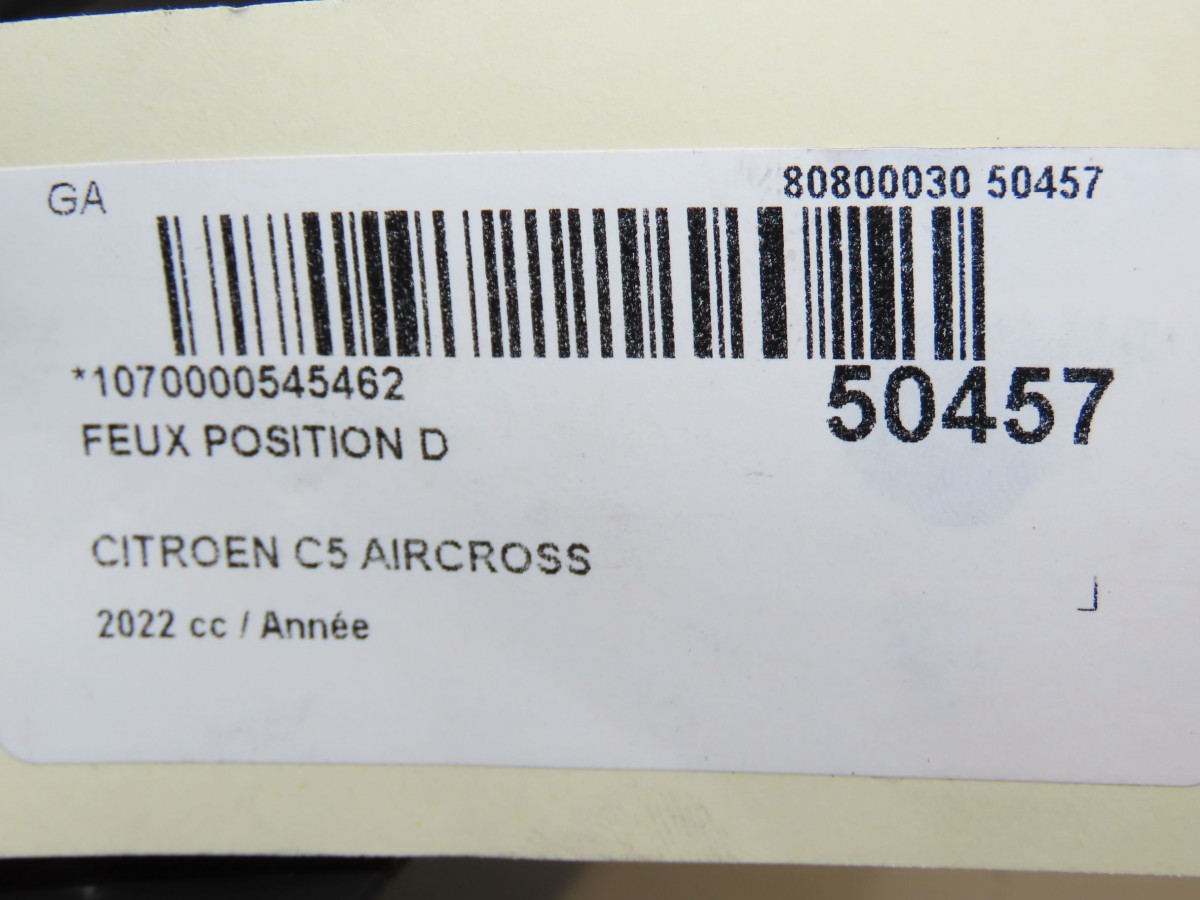 GA
80800030 50457
*1070000545462
50457
FEUX POSITION D
CITROEN C5 AIRCROSS
2022 cc / Année